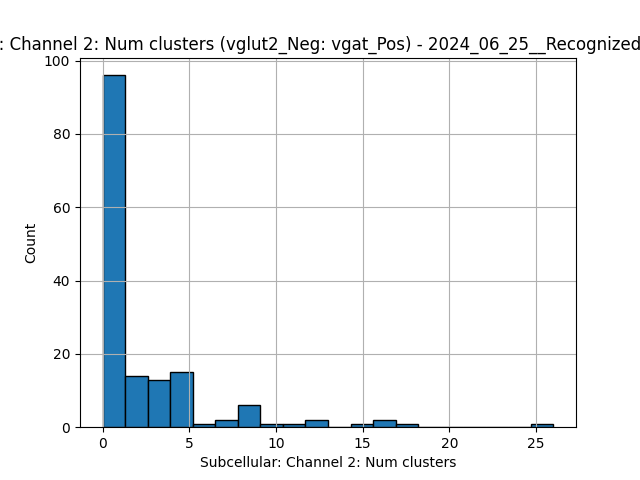 : Channel 2: Num clusters (vglut2_Neg: vgat_Pos) - 2024_06_25__Recognized
100
80
60
40
20
0
Count
0 5 10 15 20 25
Subcellular: Channel 2: Num clusters